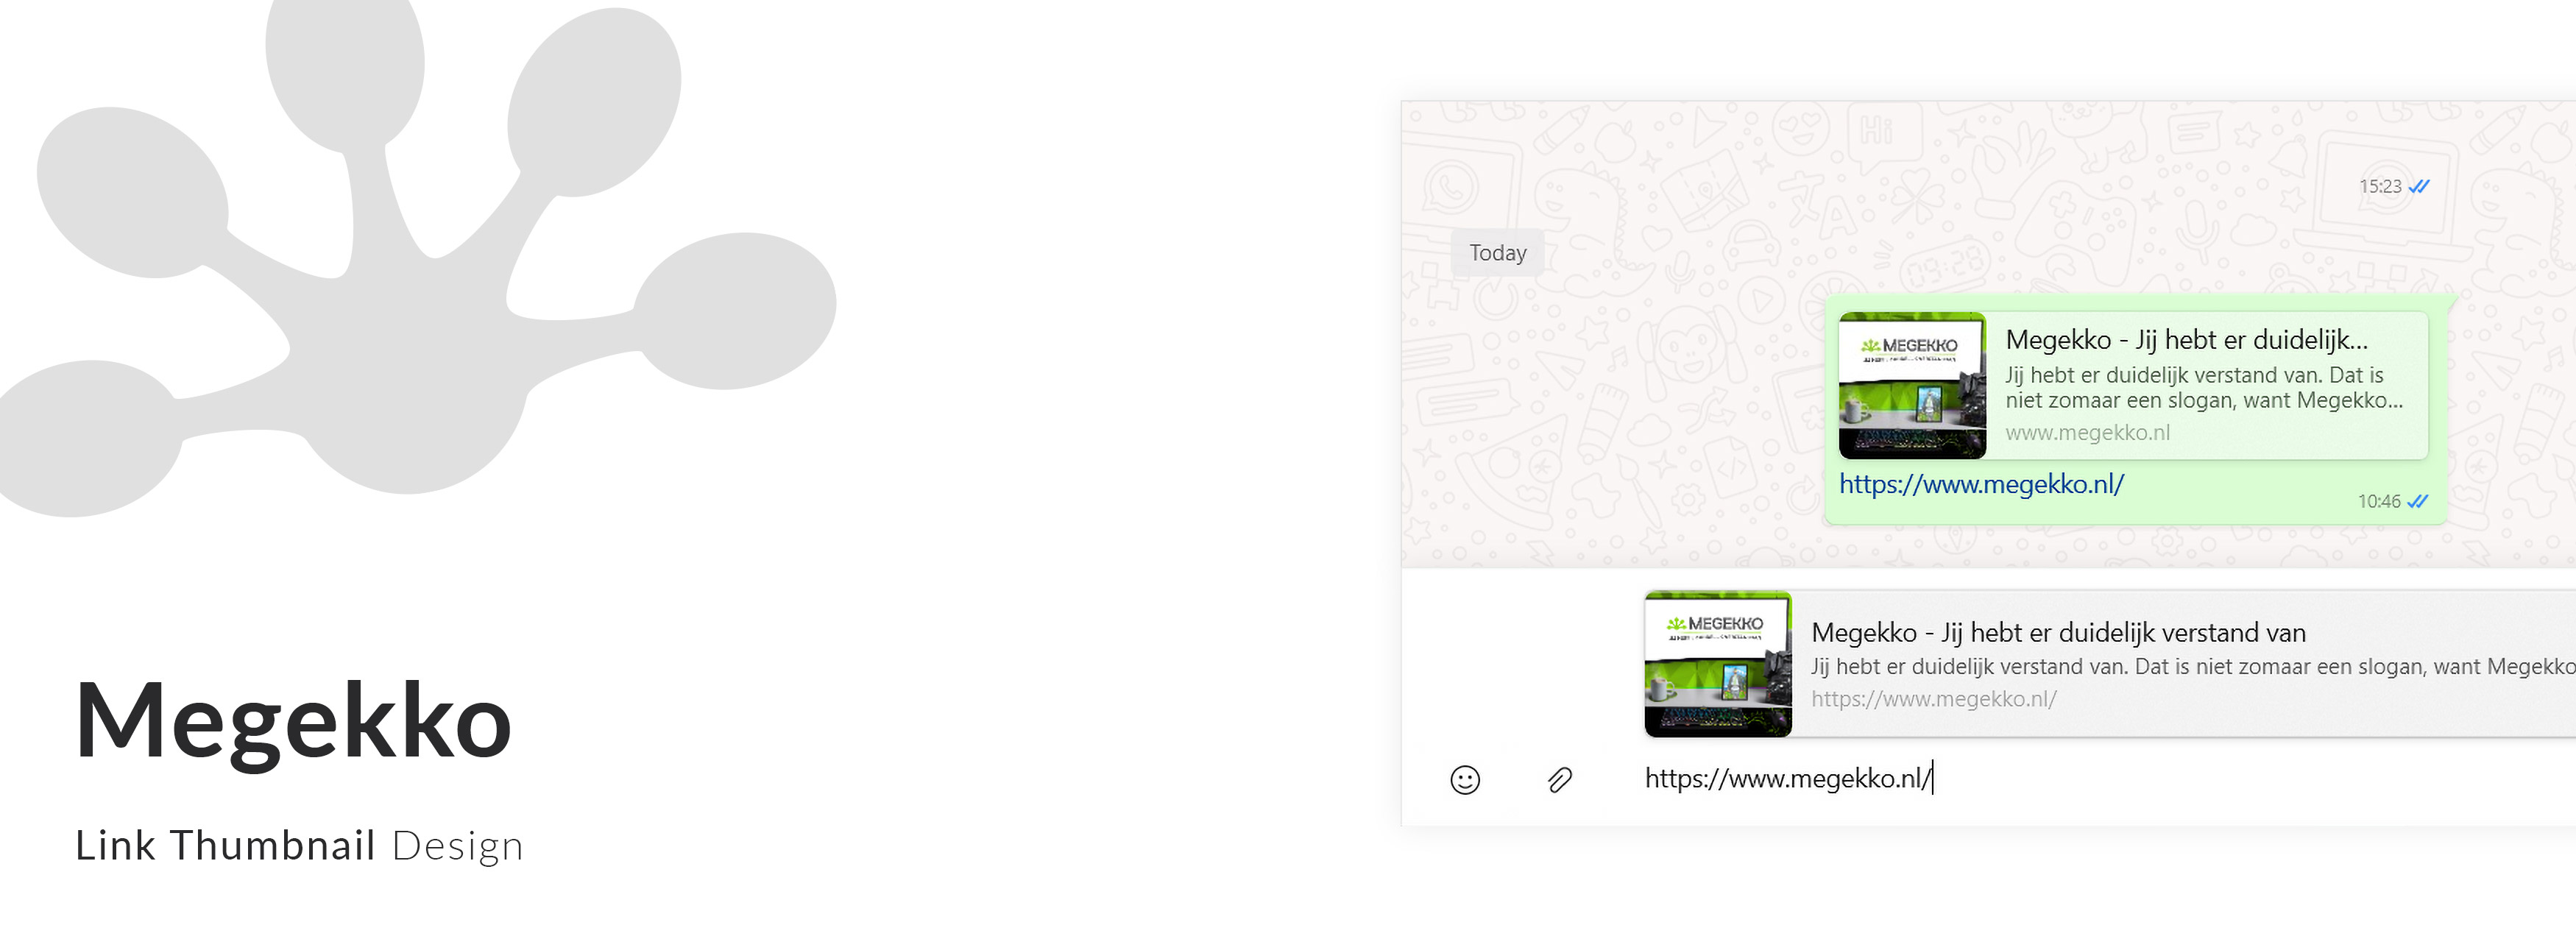 Megekko
Link Thumbnail Design
Hi
09:28
15:23
Today
MEGEKKO
Megekko - Jij hebt er duidelijk...
Jij hebt er duidelijk verstand van. Dat is
niet zomaar een slogan, want Megekko...
www.megekko.nl
https://www.megekko.nl/
10:46
MEGEKKO
Megekko - Jij hebt er duidelijk verstand van
Jij hebt er duidelijk verstand van. Dat is niet zomaar een slogan, want Megekko
https://www.megekko.nl/
https://www.megekko.nl/